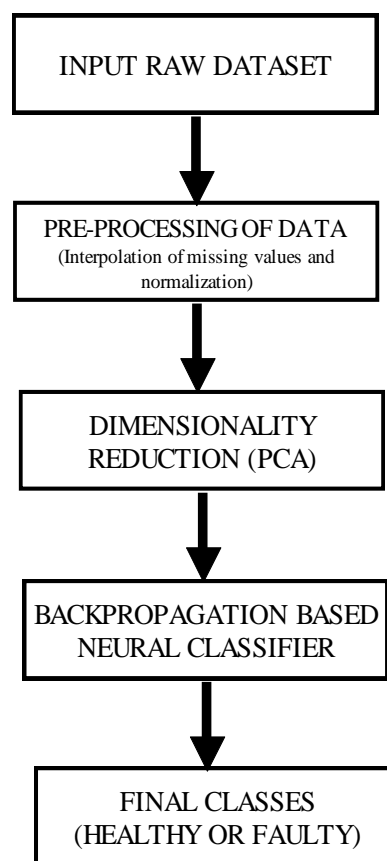 INPUT RAW DATASET
PRE-PROCESSING OF DATA
(Interpolation of missing values and
normalization)
DIMENSIONALITY
REDUCTION (PCA)
BACKPROPAGATION BASED
NEURAL CLASSIFIER
FINAL CLASSES
(HEALTHY OR FAULTY)